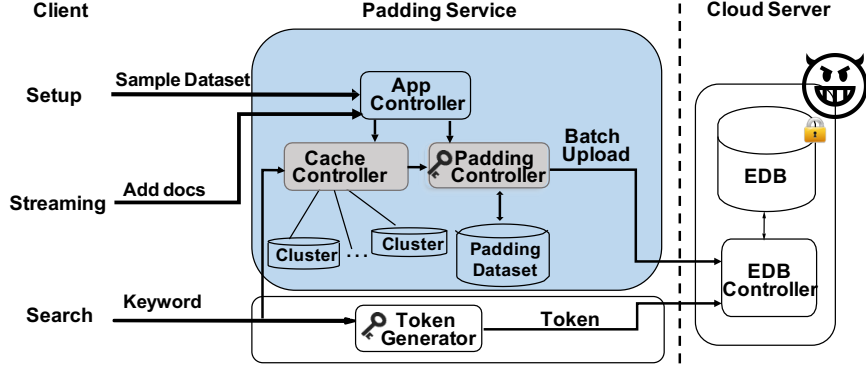 Client
Padding Service
Cloud Server
Setup
Sample Dataset
App
Controller
Streaming
Add docs
Cache
Controller
Padding
Controller
Batch
Upload
EDB
Cluster
...
Cluster
Padding
Dataset
EDB
Controller
Search
Keyword
Token
Generator
Token